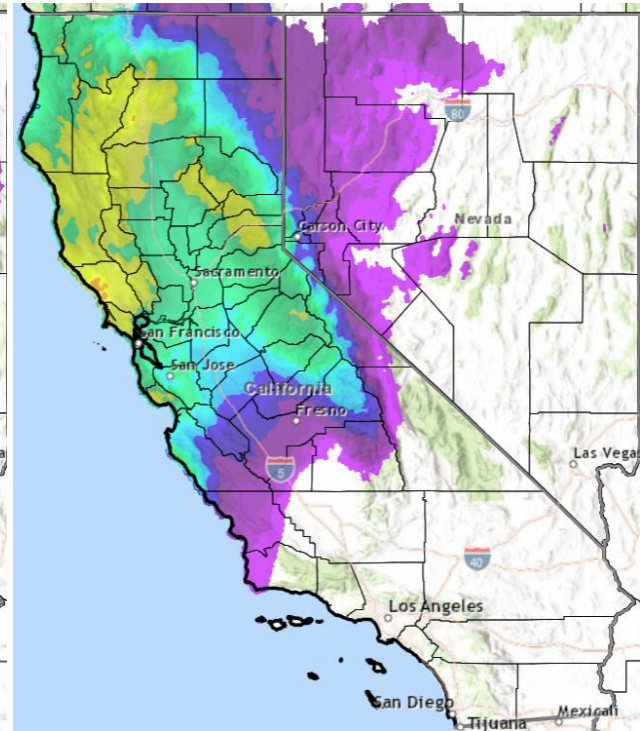 80
Nevada
Carson City
Sacramento
San Francisco
San Jose
California
Fresno
5
Las Vegas
40
Los Angeles
San Diego
Tijuana
Mexicali